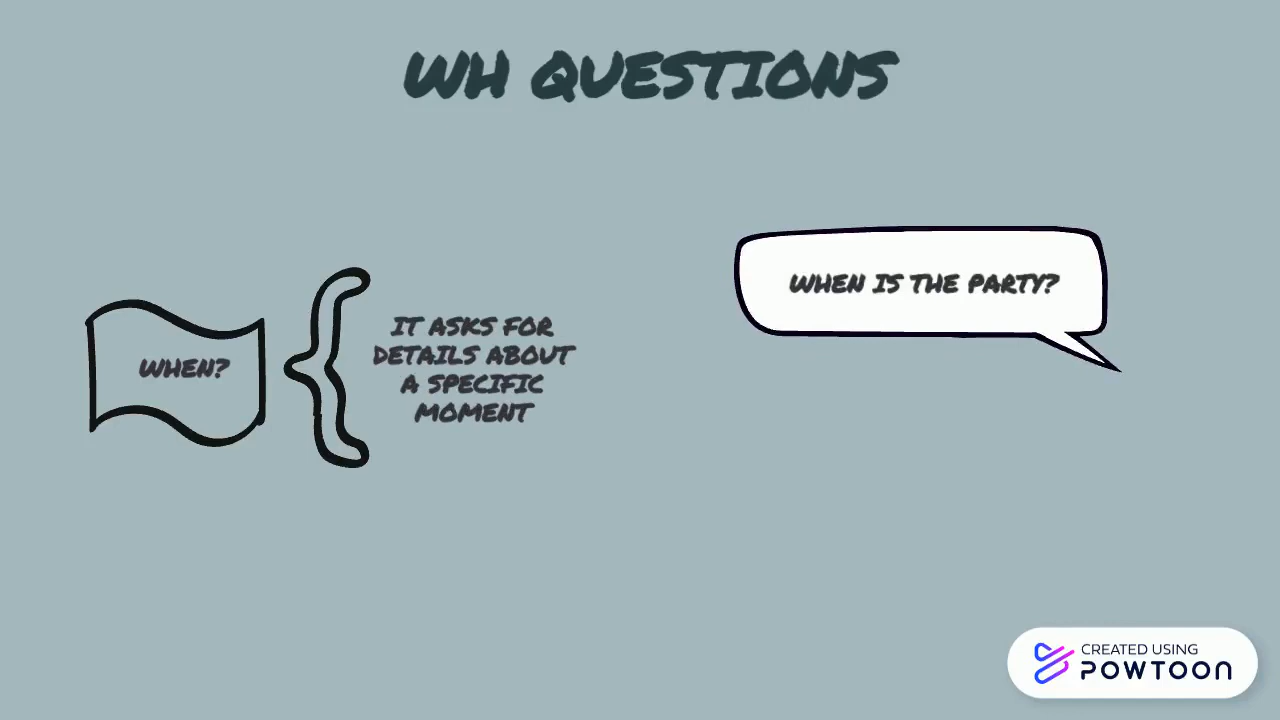 WH QUESTIONS
WHEN IS THE PARTY?
WHEN?
IT ASKS FOR
DETAILS ABOUT
A SPECIFIC
MOMENT
CREATED USING
POWTOON